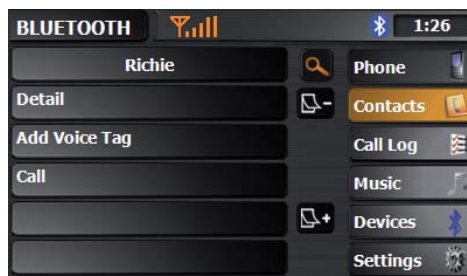 BLUETOOTH 1:26
Richie
Detail
Add Voice Tag
Call
Phone
Contacts
Call Log
Music
Devices
Settings